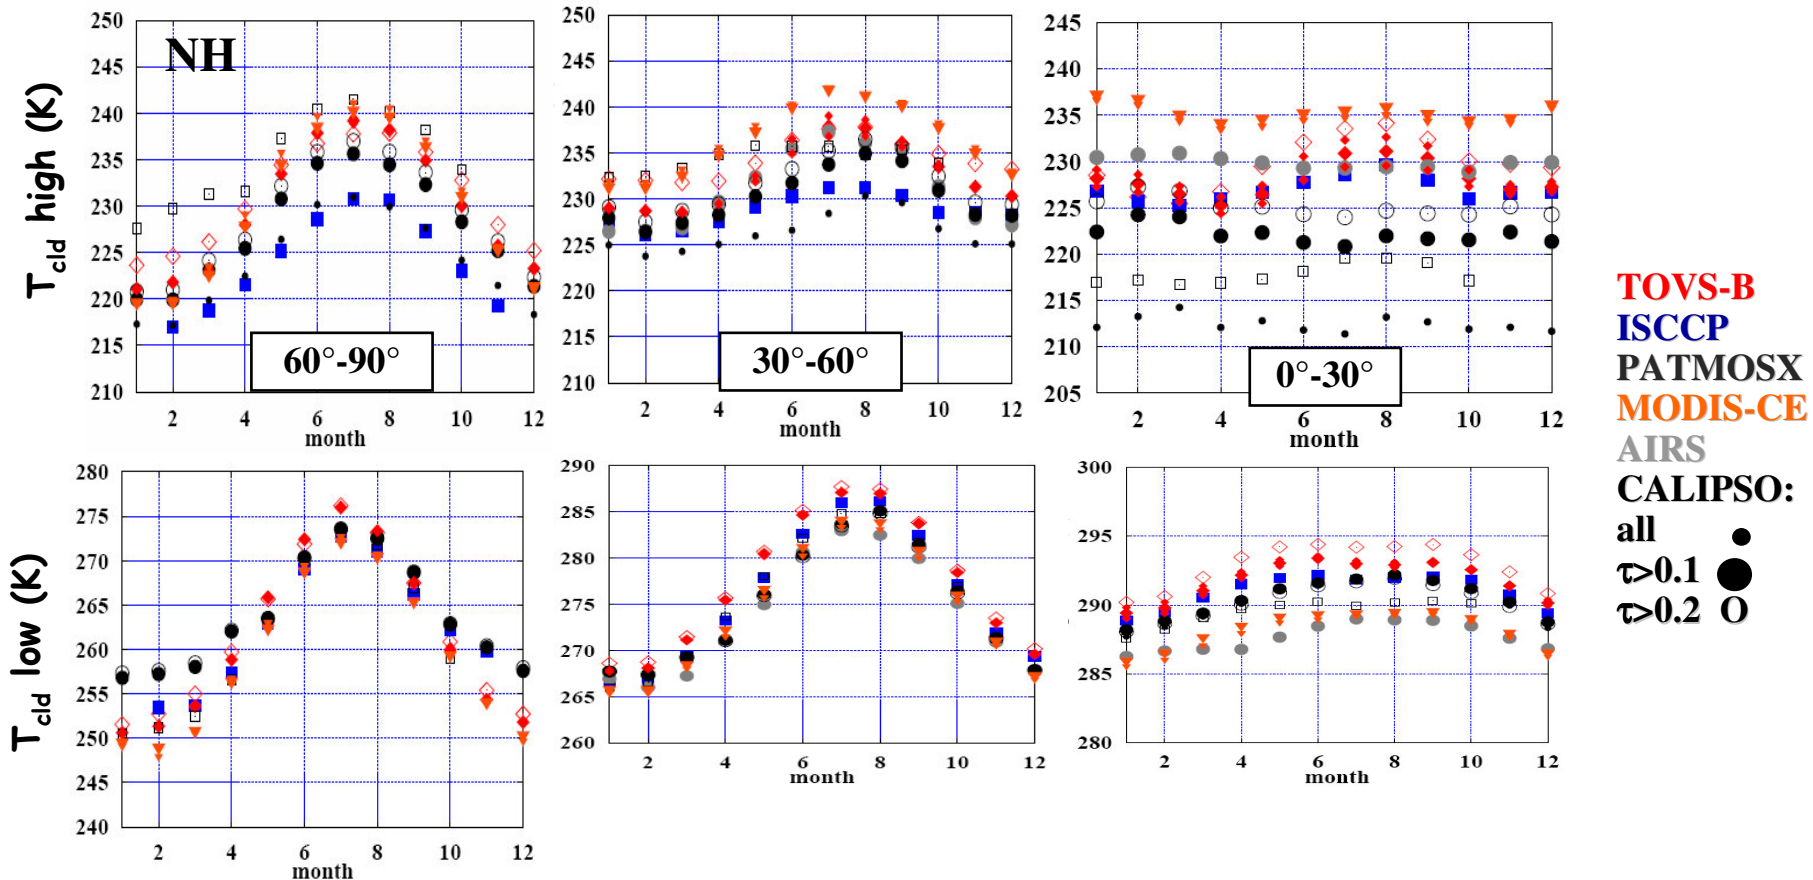 NH
T cld high (K)
250
245
240
235
230
225
220
215
210
2 4 6 8 10 12
month
60°-90°
250
245
240
235
230
225
220
215
210
2 4 6 8 10 12
month
30°-60°
245
240
235
230
225
220
215
210
205
2 4 6 8 10 12
month
0°-30°
T cld low (K)
280
275
270
265
260
255
250
245
240
2 4 6 8 10 12
month
290
285
280
275
270
265
260
2 4 6 8 10 12
month
300
295
290
285
280
2 4 6 8 10 12
month
TOVS-B
ISCCP
PATMOSX
MODIS-CE
AIRS
CALIPSO:
all
τ>0.1
τ>0.2 O